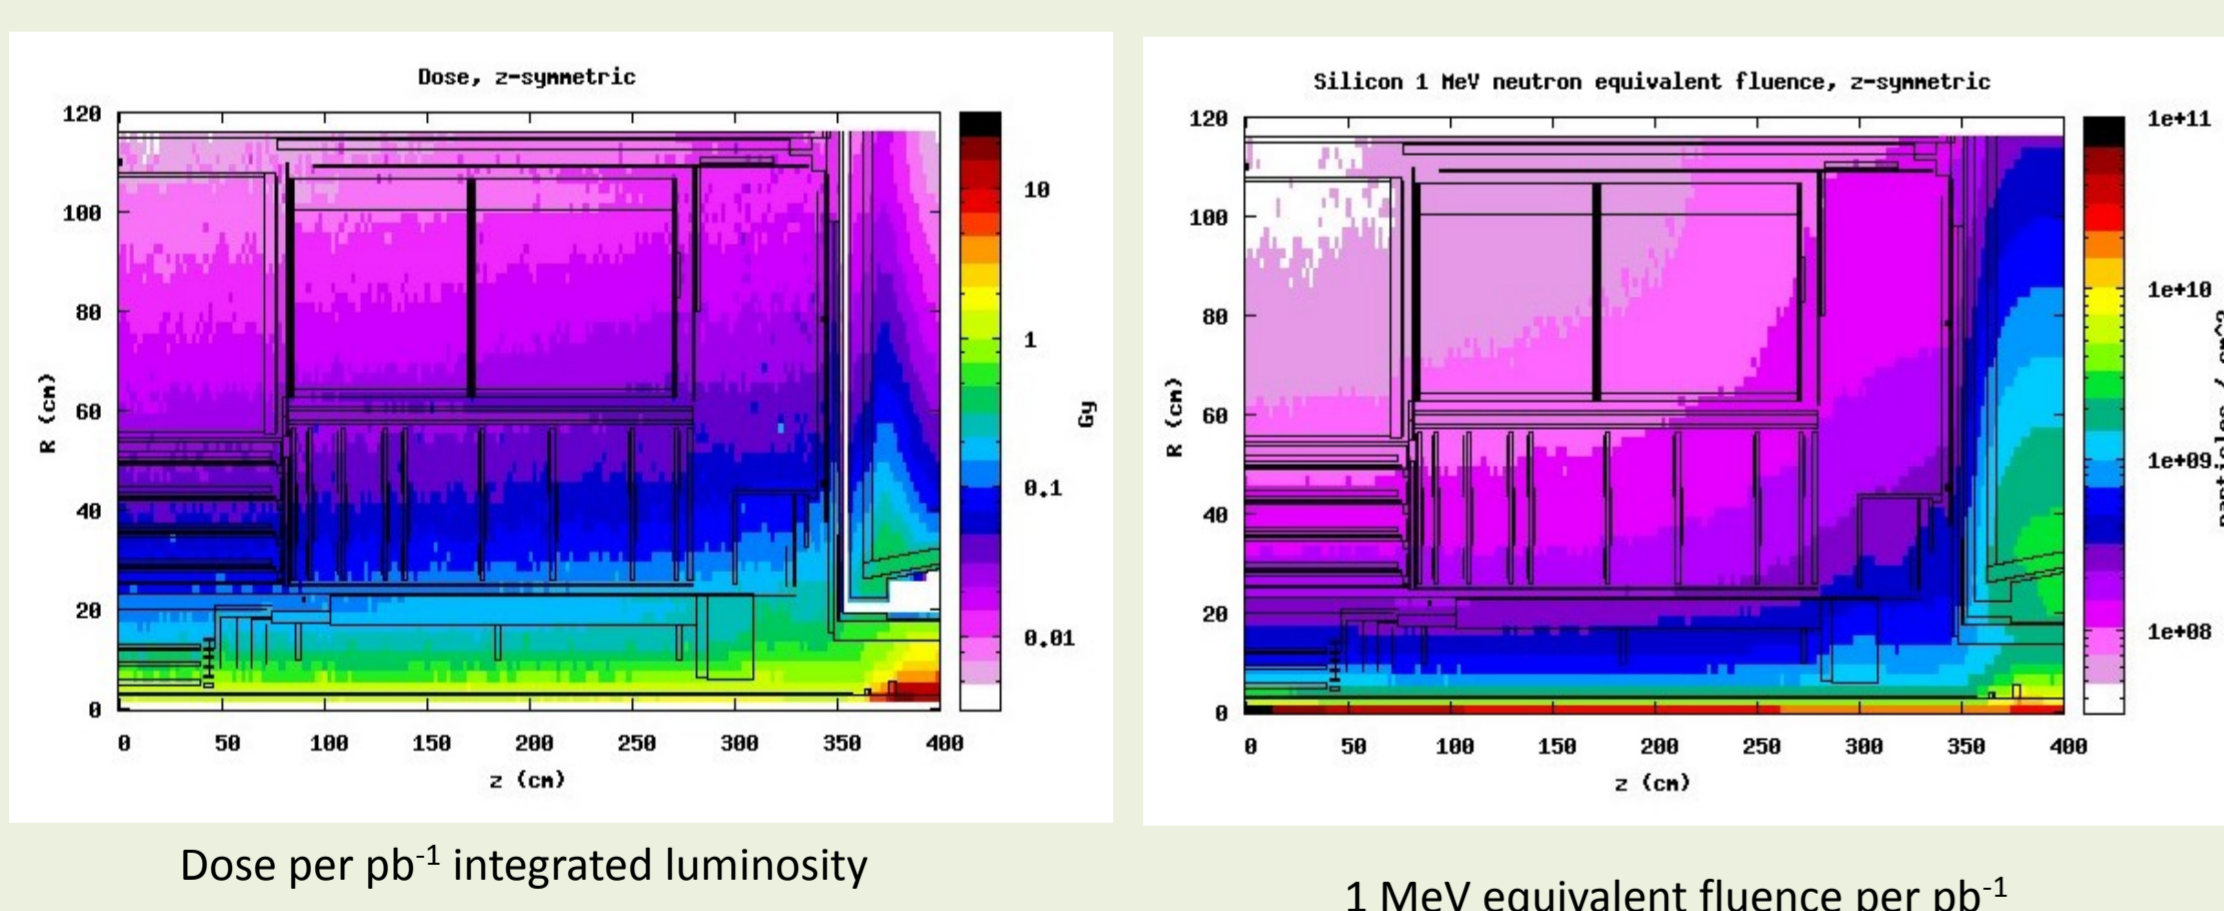 Dose, z-symmetric
120
100
80
60
40
20
0
R (cm)
0 50 100 150 200 250 300 350 400
z (cm)
10
1
0.1
0.01
Gy
Dose per pb-1 integrated luminosity
Silicon 1 MeV neutron equivalent fluence, z-symmetric
120
100
80
60
40
20
0
R (cm)
0 50 100 150 200 250 300 350 400
z (cm)
1e+11
1e+10
1e+09
1e+08
1 MeV equivalent fluence per pb-1